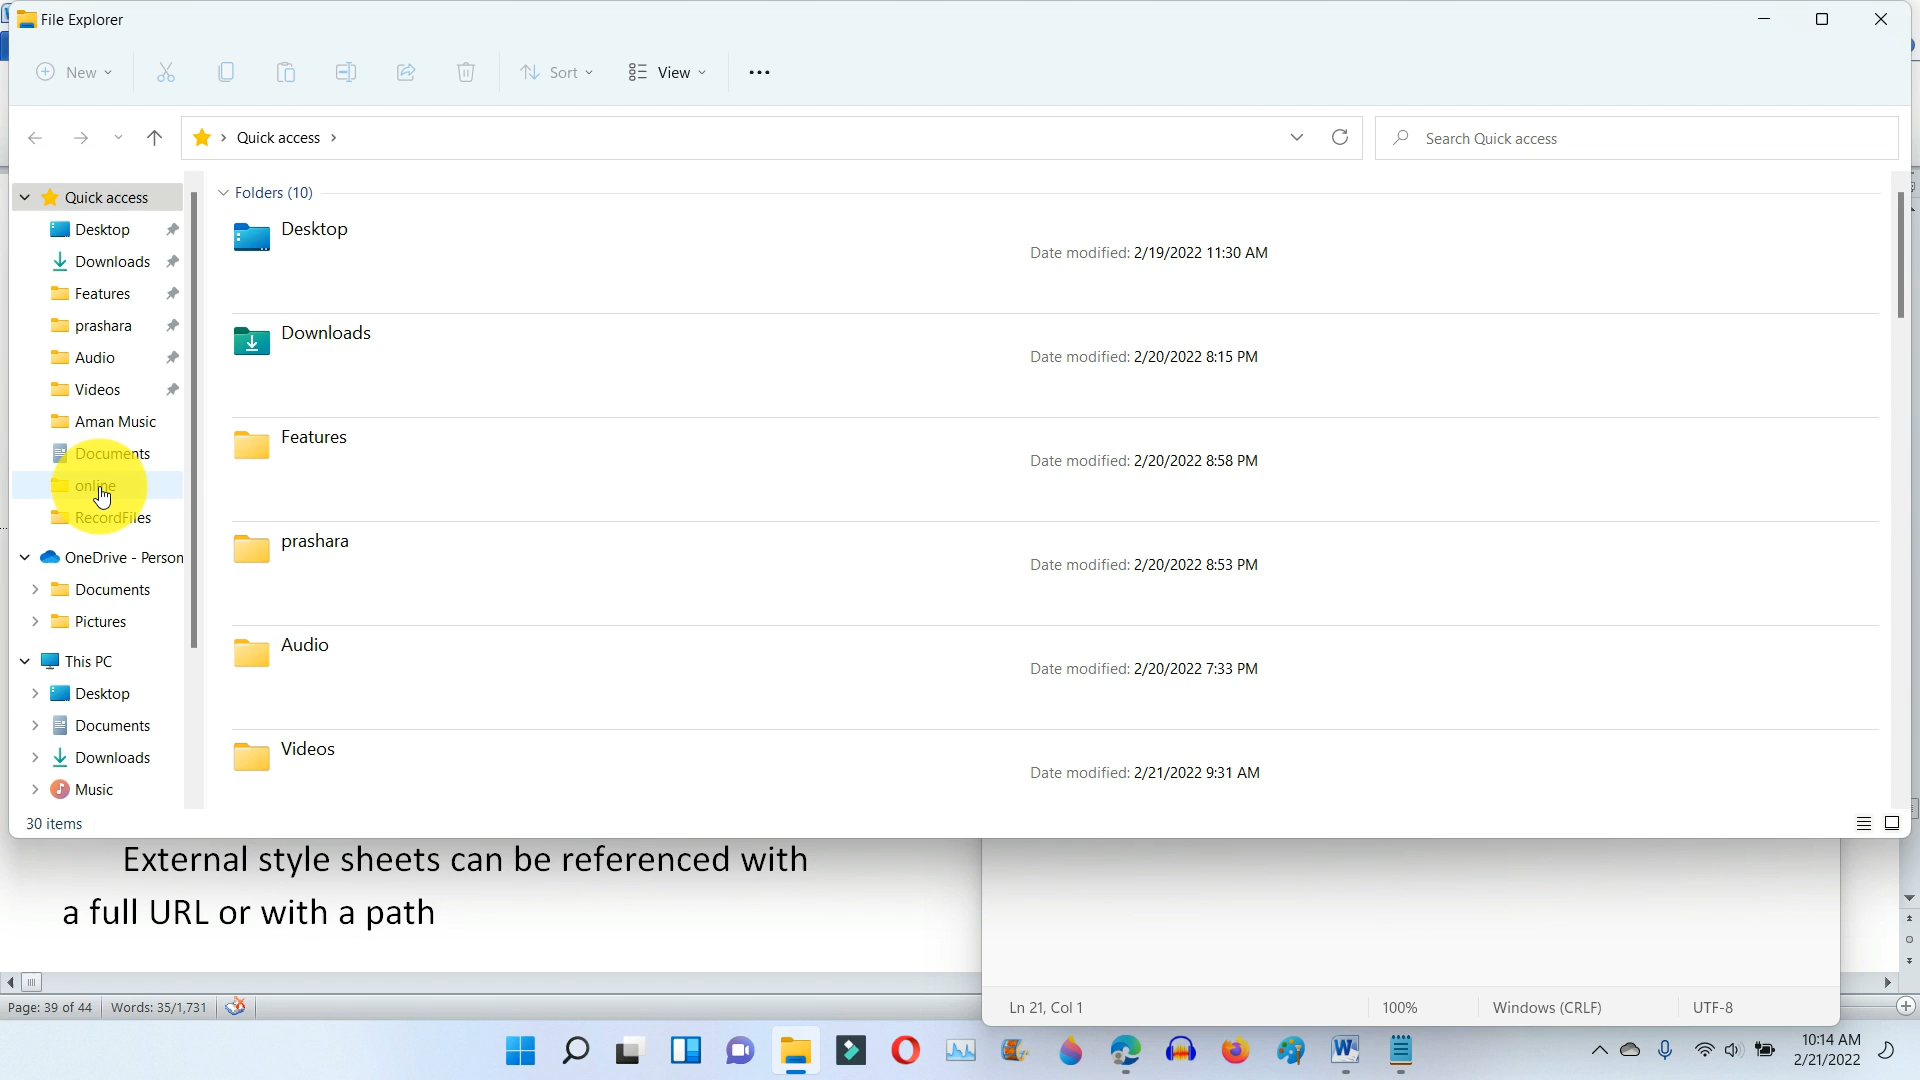 File Explorer
New
Sort
View
Quick access
Search Quick access
Quick access
Desktop
Downloads
Features
prashara
Audio
Videos
Aman Music
Documents
online
RecordFiles
OneDrive - Person
Documents
Pictures
This PC
Desktop
Documents
Downloads
Music
Folders (10)
Desktop
Date modified: 2/19/2022 11:30 AM
Downloads
Date modified: 2/20/2022 8:15 PM
Features
Date modified: 2/20/2022 8:58 PM
prashara
Date modified: 2/20/2022 8:53 PM
Audio
Date modified: 2/20/2022 7:33 PM
Videos
Date modified: 2/21/2022 9:31 AM
30 items
External style sheets can be referenced with
a full URL or with a path
Page: 39 of 44
Words: 35/1,731
Ln 21, Col 1
100%
Windows (CRLF)
UTF-8
10:14 AM
2/21/2022